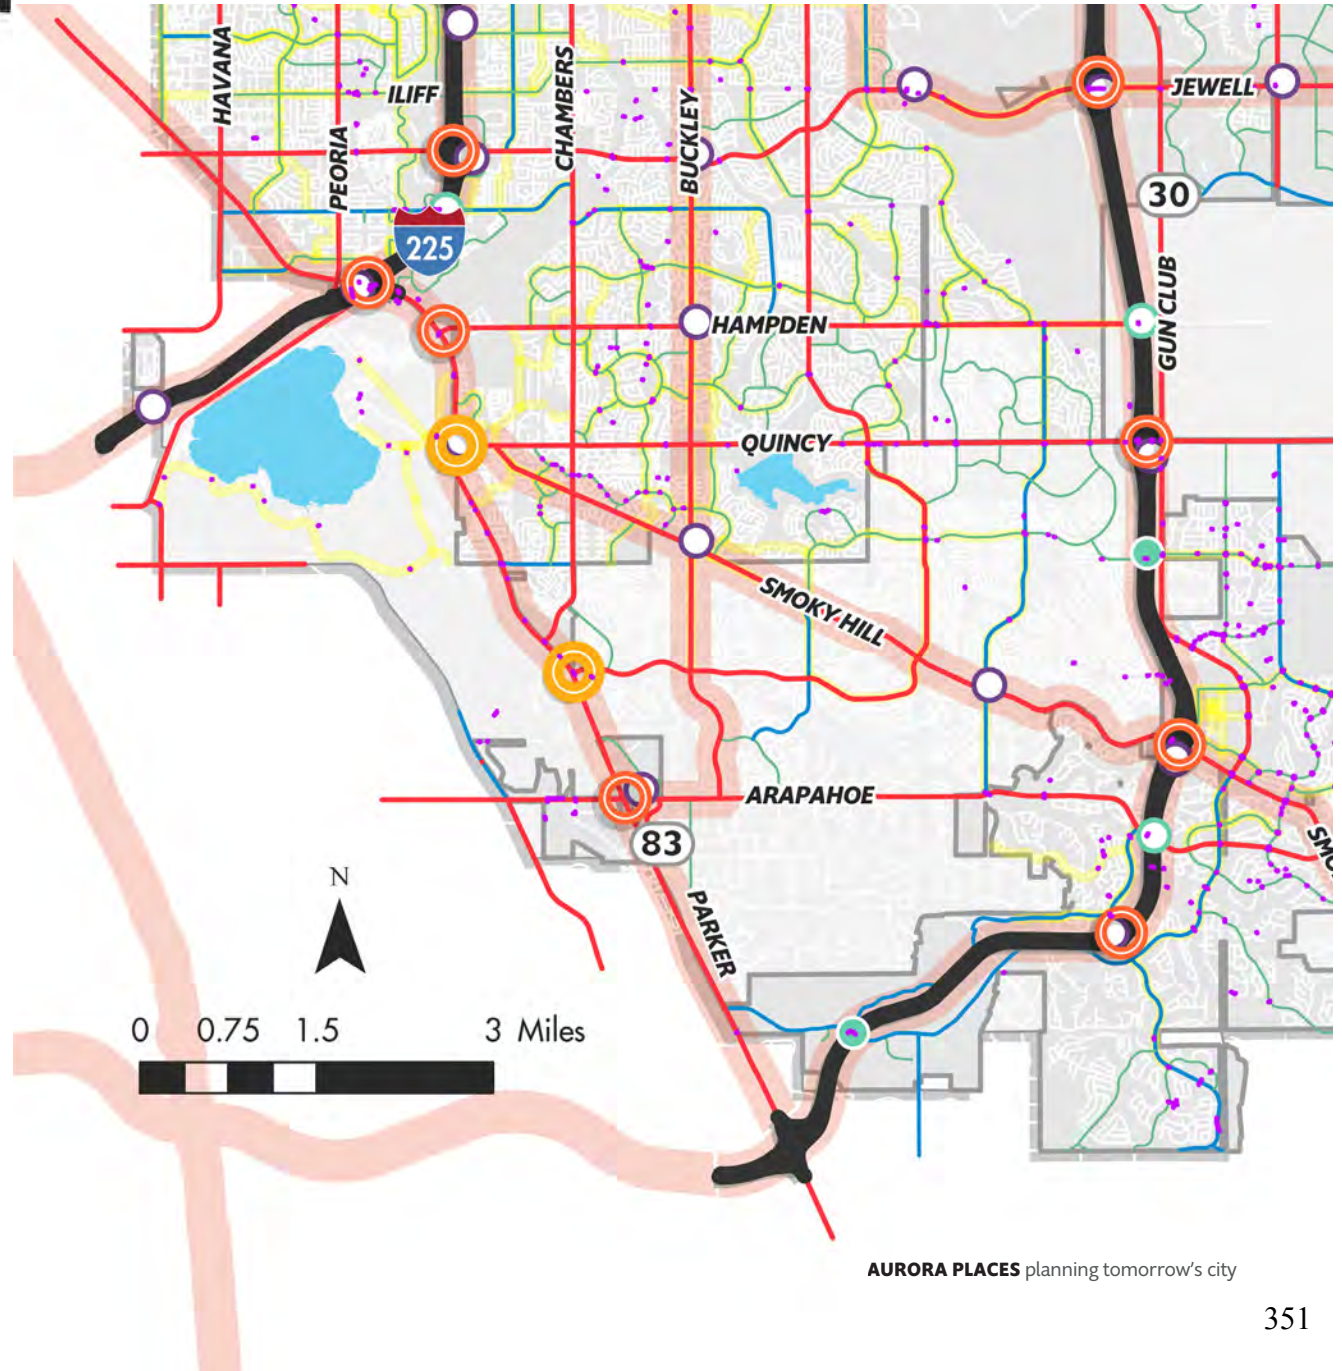 HAVANA
PEORIA
ILIFF
CHAMBERS
BUCKLEY
JEWELL
30
225
GUN CLUB
HAMPDEN
QUINCY
SMOKY HILL
ARAPAHOE
83
SMO
PARKER
N
0 0.75 1.5 3 Miles
AURORA PLACES planning tomorrow's city
351